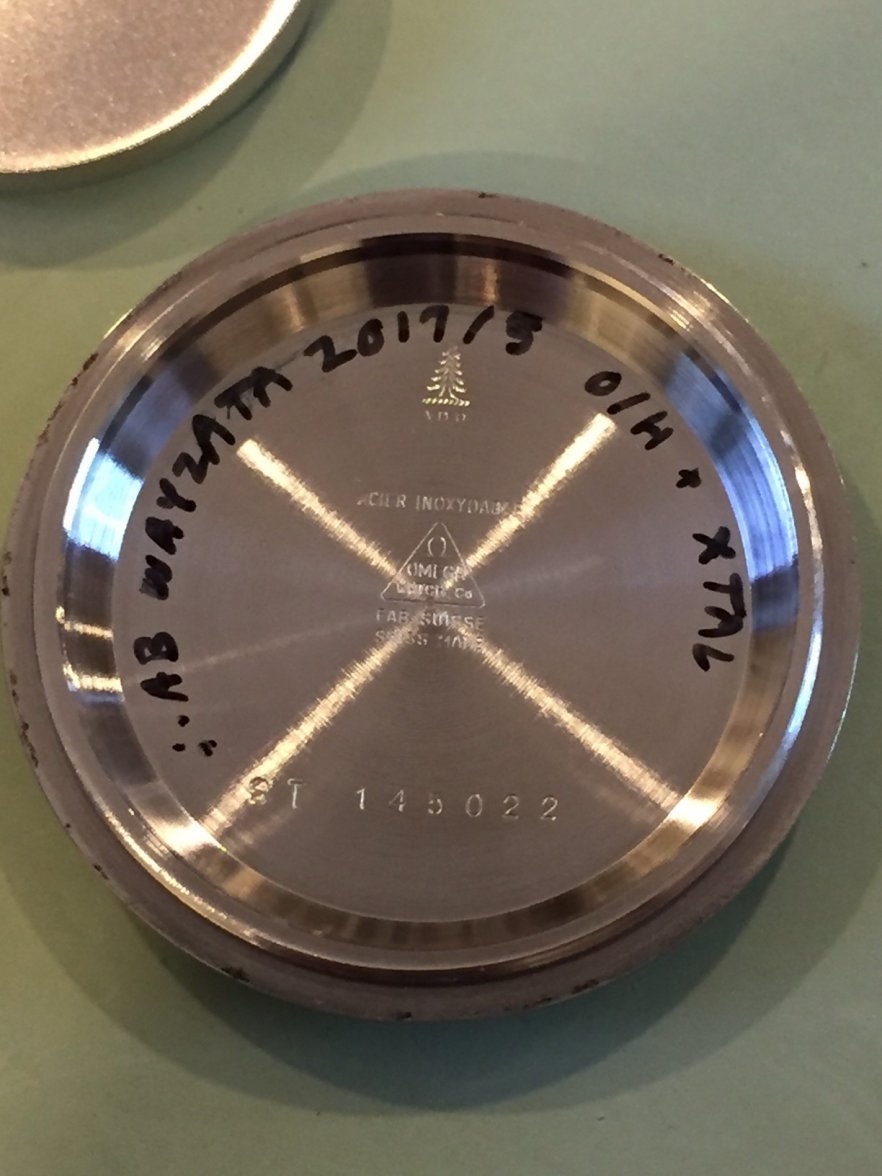 AB WAYZATA 2017/5 O/H x XTAL
ACIER INOXYDABLE
Ω
OMEGA
WATCH Co
FAB. SUISSE
SWISS MADE
ST 145022